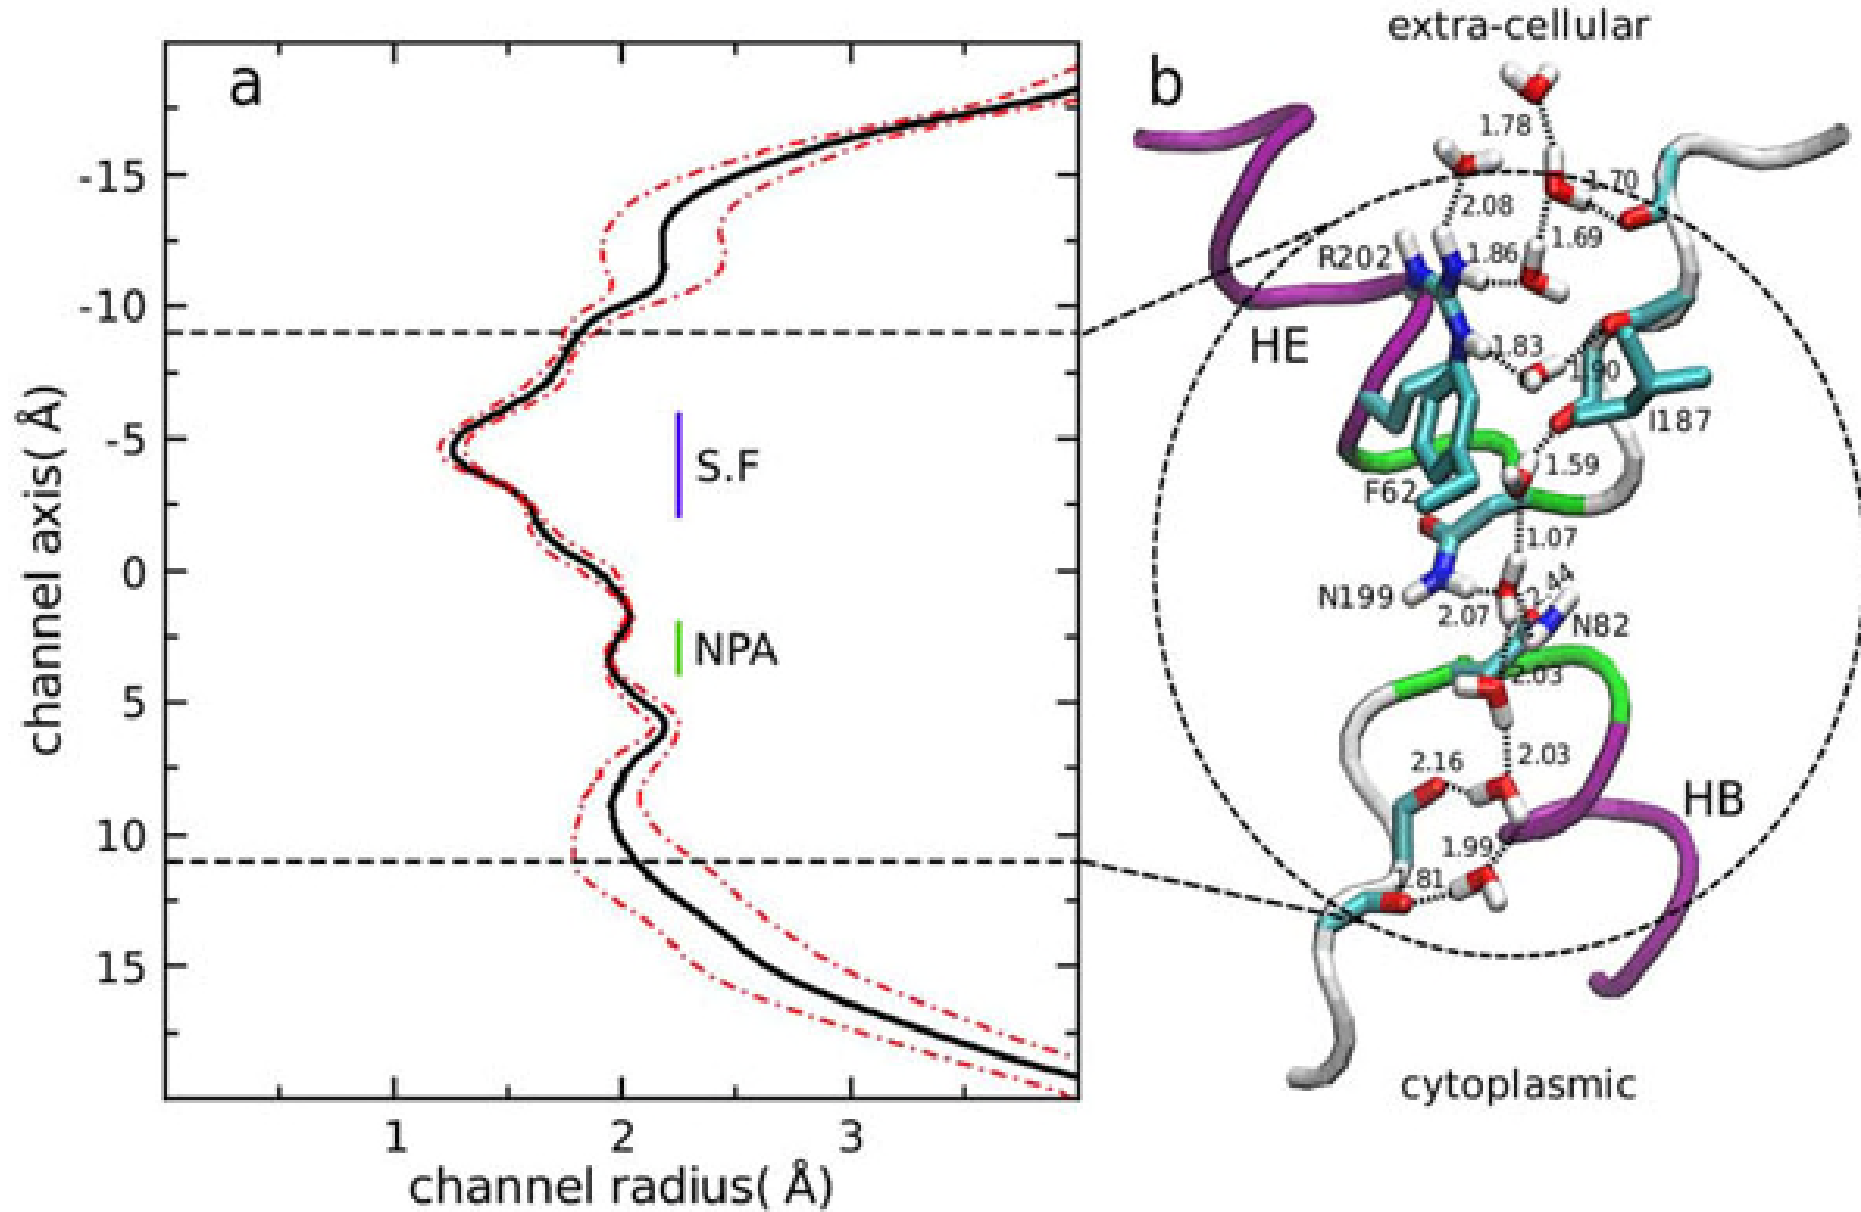 a
-15
-10
-5
0
5
10
15
1
2
3
channel axis( Å)
channel radius( Å)
S.F
NPA
extra-cellular
b
1.78
1.70
2.08
1.69
R202
1.86
HE
1.83
1.90
I187
1.59
F62
1.07
N199
2.44
2.07
N82
2.03
2.03
2.16
HB
1.99
1.81
cytoplasmic